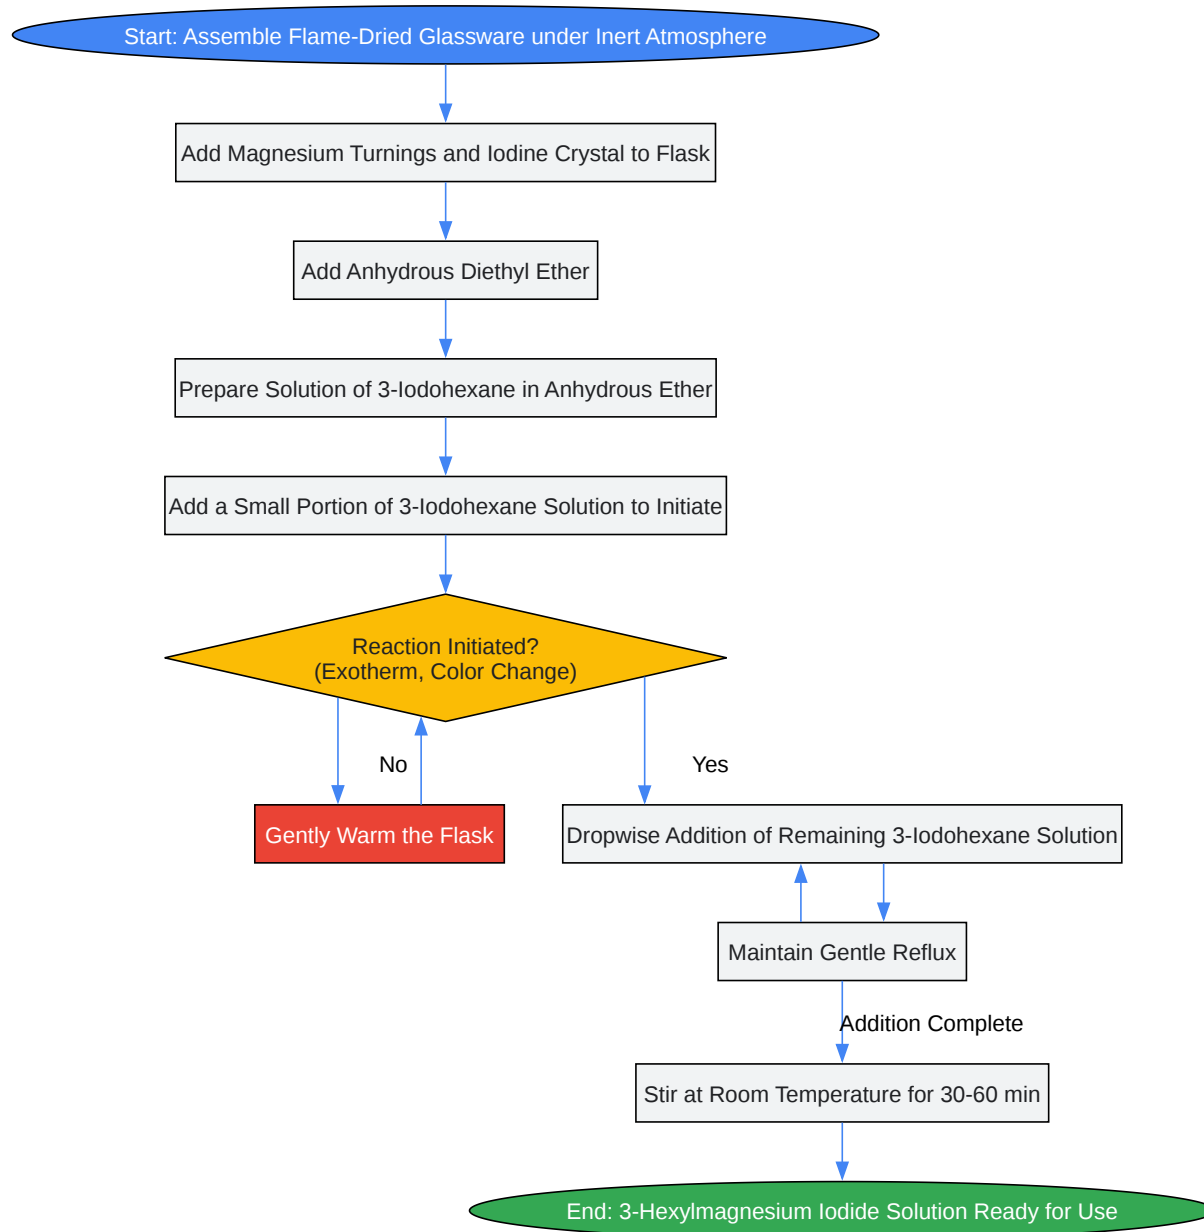 Start: Assemble Flame-Dried Glassware under Inert Atmosphere
Add Magnesium Turnings and Iodine Crystal to Flask
Add Anhydrous Diethyl Ether
Prepare Solution of 3-Iodohexane in Anhydrous Ether
Add a Small Portion of 3-Iodohexane Solution to Initiate
Reaction Initiated?
(Exotherm, Color Change)
No
Yes
Gently Warm the Flask
Dropwise Addition of Remaining 3-Iodohexane Solution
Maintain Gentle Reflux
Addition Complete
Stir at Room Temperature for 30-60 min
End: 3-Hexylmagnesium Iodide Solution Ready for Use